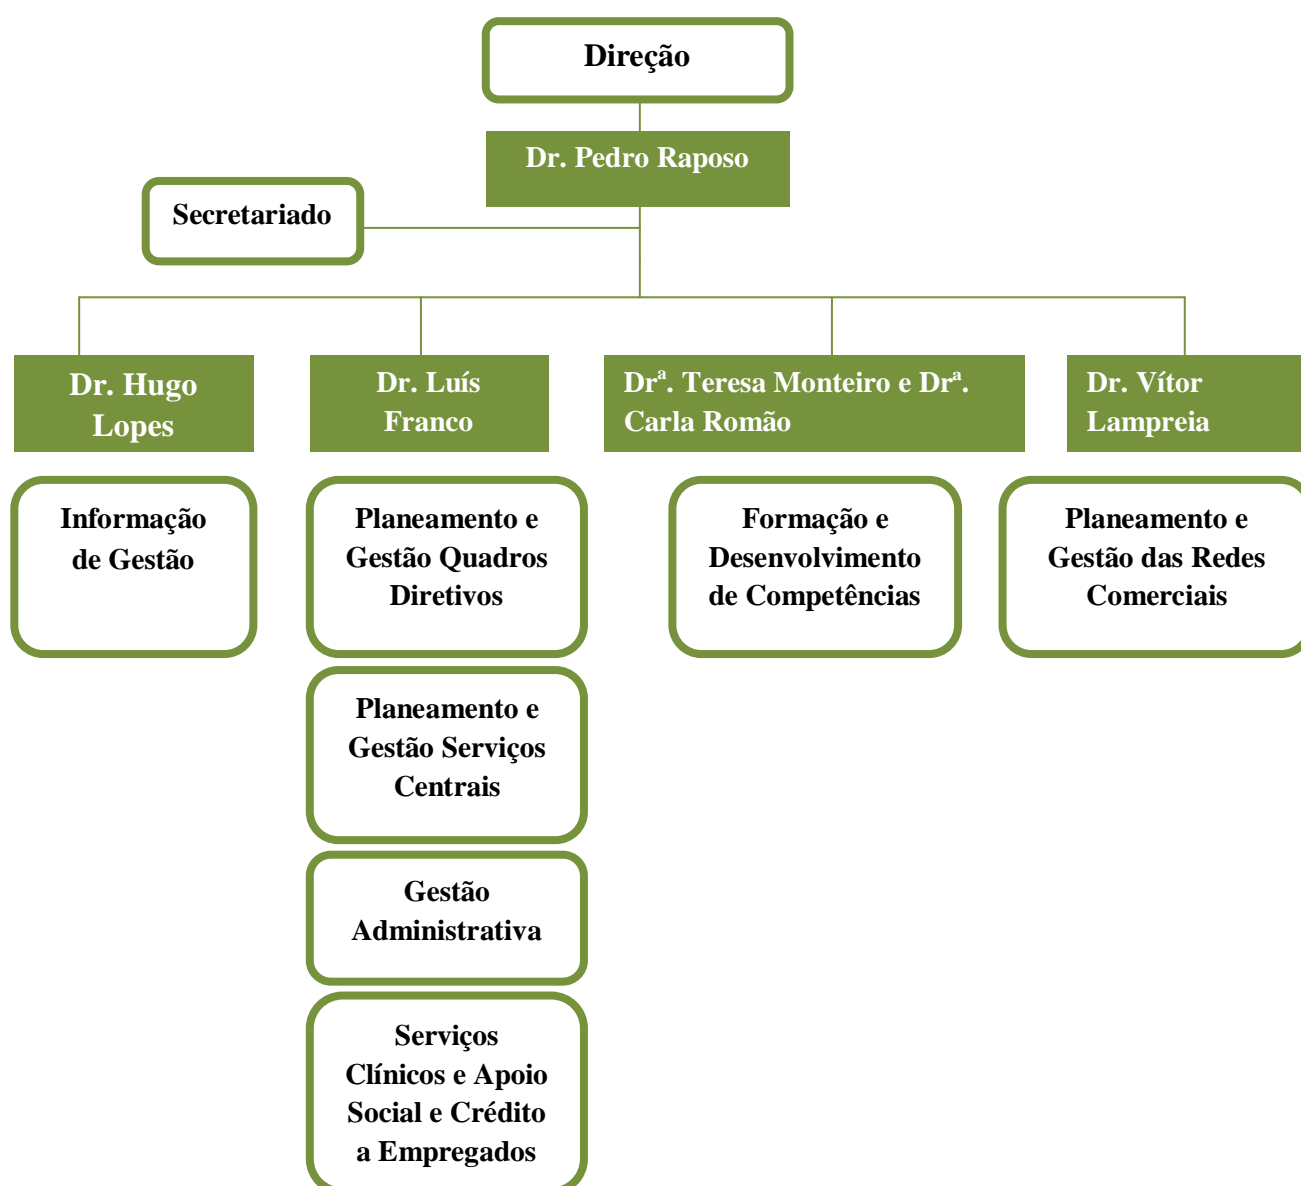 Direção
Dr. Pedro Raposo
Secretariado
Dr. Hugo
Lopes
Dr. Luís
Franco
Drª. Teresa Monteiro e Drª.
Carla Romão
Dr. Vítor
Lampreia
Informação
de Gestão
Planeamento e
Gestão Quadros
Diretivos
Formação e
Desenvolvimento
de Competências
Planeamento e
Gestão das Redes
Comerciais
Planeamento e
Gestão Serviços
Centrais
Gestão
Administrativa
Serviços
Clínicos e Apoio
Social e Crédito
a Empregados